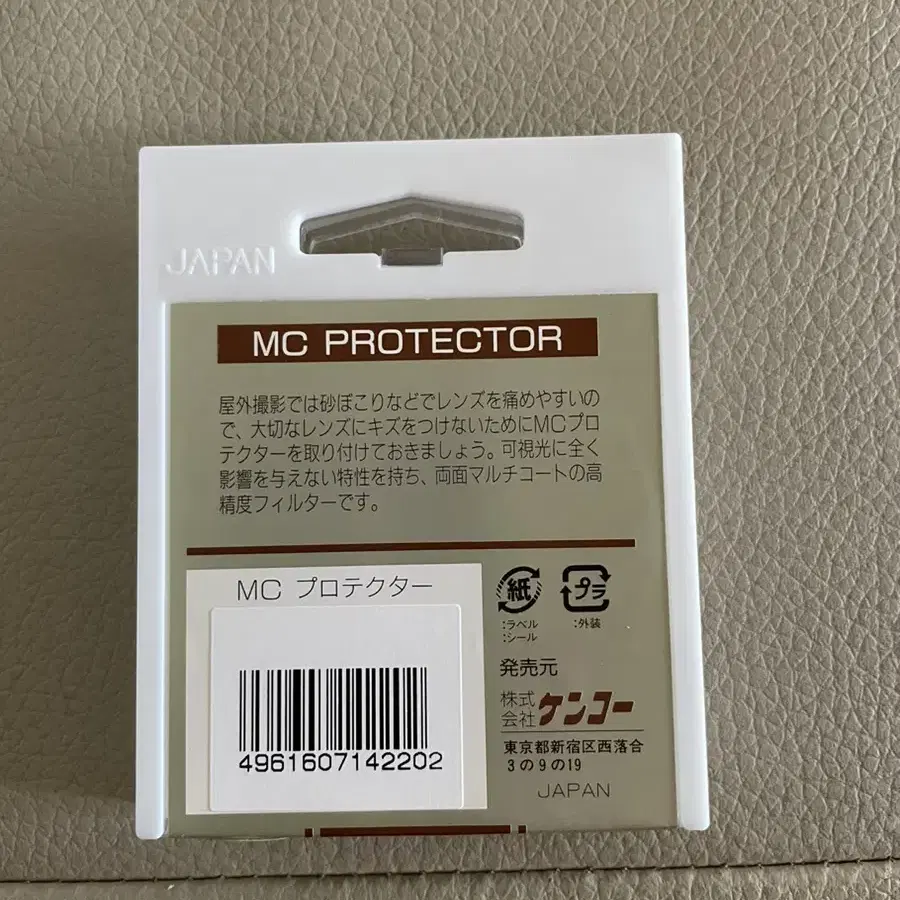 JAPAN
MC PROTECTOR
屋外撮影では砂ぼこりなどでレンズを痛めやすいの
で、大切なレンズにキズをつけないためにMCプロ
テクターを取り付けておきましょう。可視光に全く
影響を与えない特性を持ち、両面マルチコートの高
精度フィルターです。
MC プロテクター
4961607142202
紙
:ラベル
:シール
プラ
:外装
発売元
株式
会社 ケンコー
東京都新宿区西落合
3の9の19
JAPAN